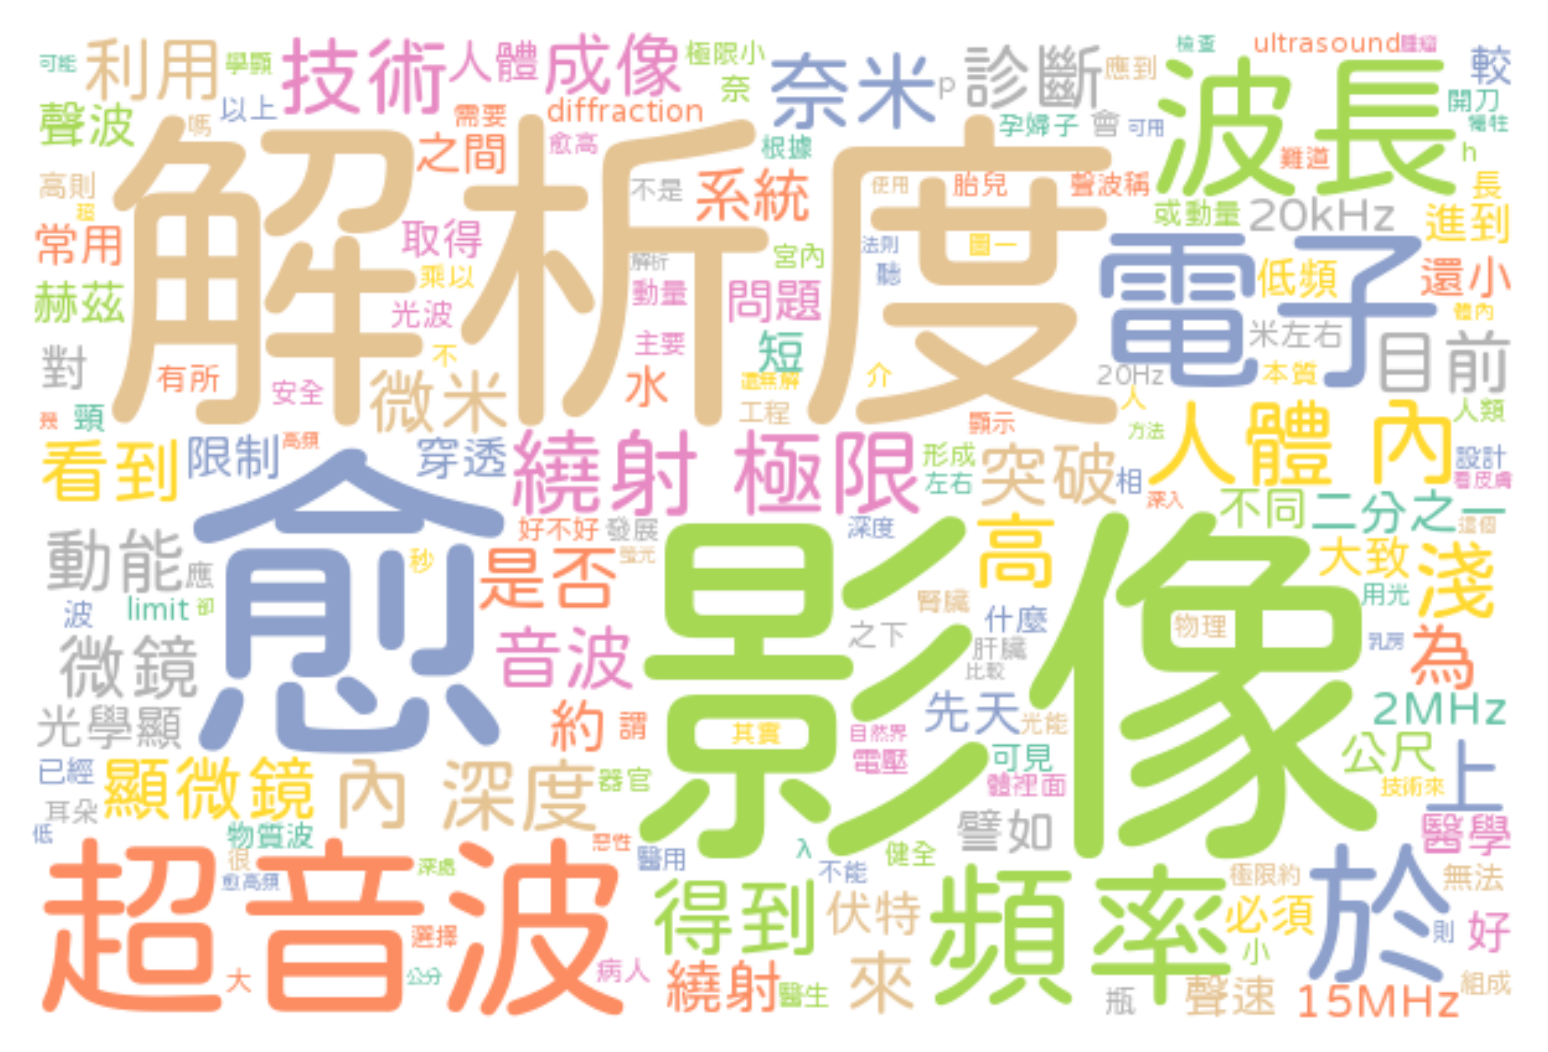 可能
利用
學顯
技術
人體
成像
極限小
奈米
p
診斷
應到
檢查
ultrasound
腫瘤
較
聲波
嗎
以上
需要
diffraction
奈
波長
開刀
犧牲
之間
愈高
根據
孕婦子
會
可用
難道
h
高則
超
解析度
不是
系統
使用
胎兒
聲波稱
長
或動量
20kHz
進到
常用
取得
解析
宮內
法則
圖一
聽
電子
低頻
還小
赫茲
乘以
光波
動量
問題
體內
米左右
對
有所
不
主要
短
目前
安全
微米
水
還無解
介
20Hz
本質
幾
頸
工程
顯示
人
方法
人體 內
人類
看到
限制
高頻
穿透
繞射 極限
形成
左右
突破
相
深入
設計
看皮膚
不同
二分之一
這個
動能
應
愈
秒
好不好
發展
螢光
是否
影像
深度
高
大致
淺
波
limit
卻
腎臟
什麼
用光
微鏡
音波
之下
肝臟
比較
物理
乳房
為
光學顯
約
謂
其實
先天
光能
自然界
2MHz
已經
顯微鏡
內 深度
器官
電壓
可見
體裡面
公尺
上
技術來
耳朵
低
物質波
很
惡性
醫用
λ
不能
健全
譬如
醫學
超音波
愈高頻
深處
得到
伏特
頻率
極限約
必須
於
無法
選擇
則
好
大
公分
病人
繞射
醫生
來
小
瓶
聲速
15MHz
組成